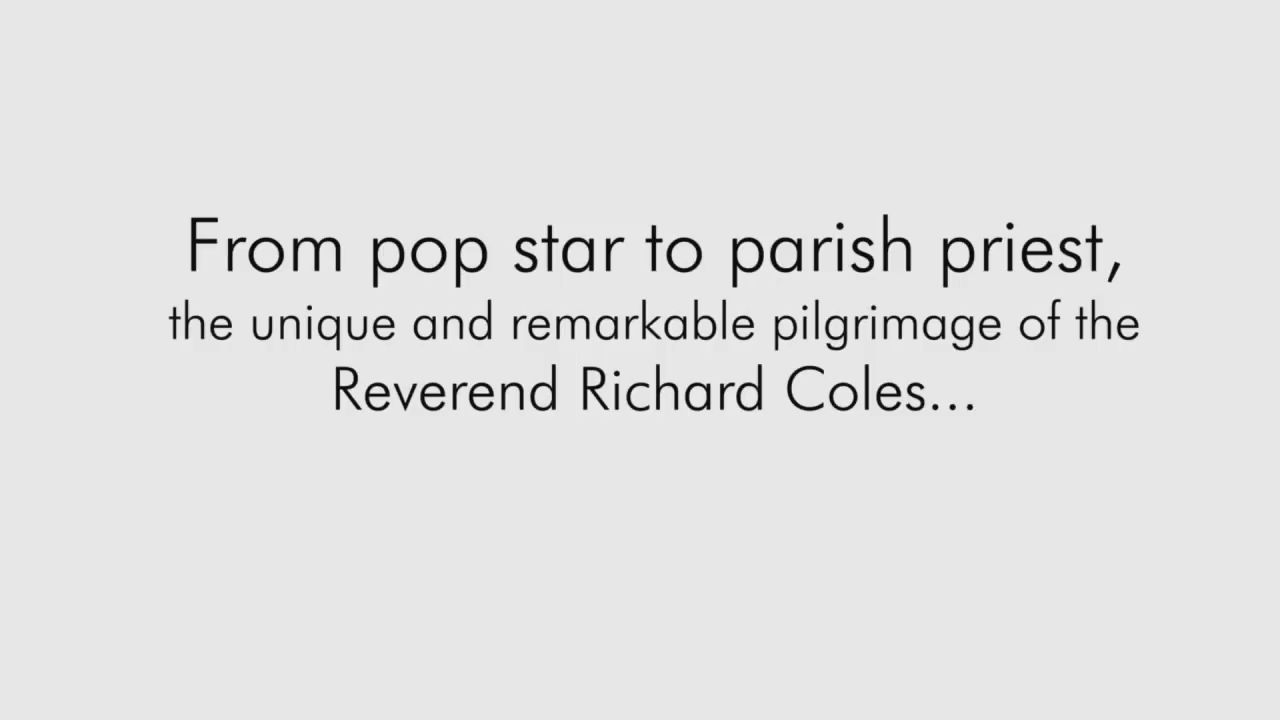 From pop star to parish priest,
the unique and remarkable pilgrimage of the
Reverend Richard Coles...